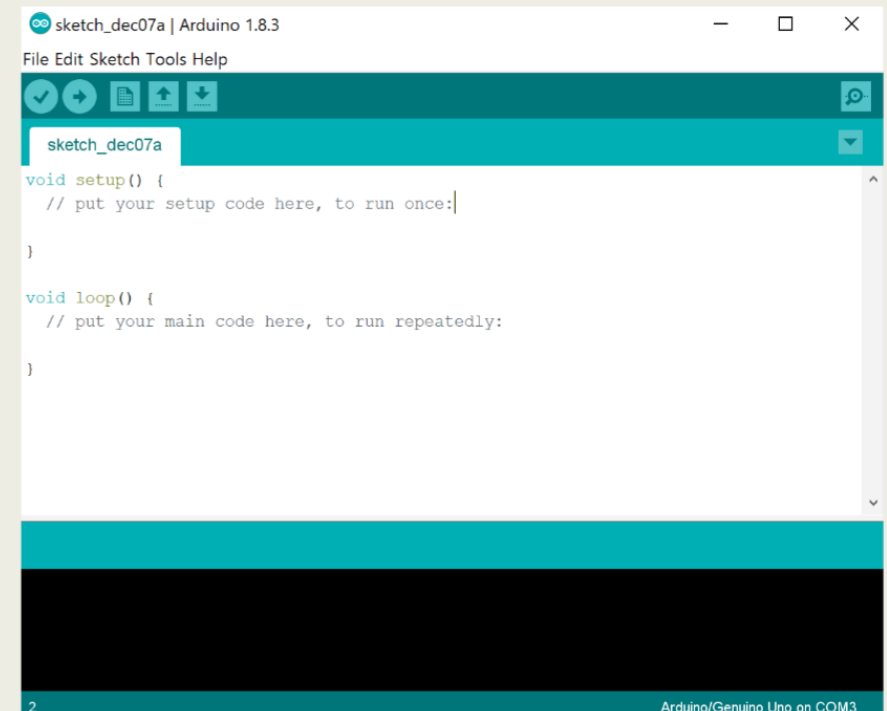 sketch_dec07a | Arduino 1.8.3
File Edit Sketch Tools Help
sketch_dec07a
void setup() {
  // put your setup code here, to run once:
}
void loop() {
  // put your main code here, to run repeatedly:
}
2
Arduino/Genuino Uno on COM3